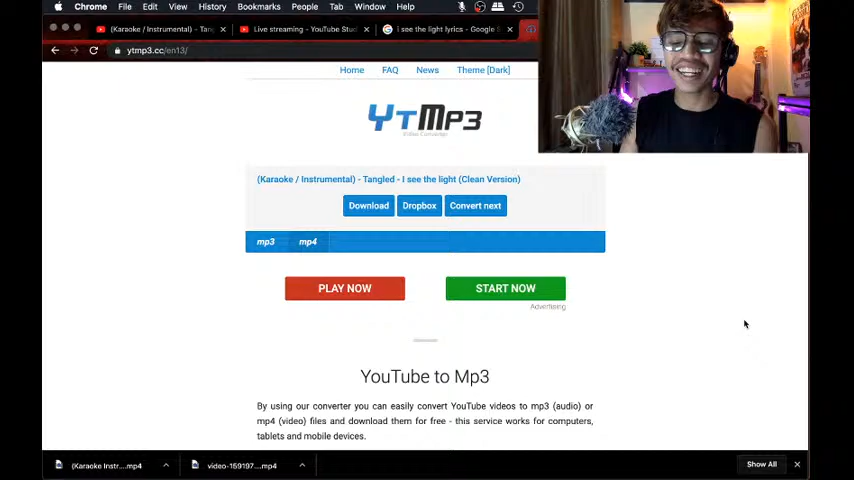 Chrome File Edit View History Bookmarks People Tab Window Help
(Karaoke / Instrumental) - Tang
Live streaming - YouTube Stud
I see the light lyrics - Google S
ytmp3.cc/en13/
Home FAQ News Theme [Dark]
YTMP3
Video Converter
(Karaoke / Instrumental) - Tangled - I see the light (Clean Version)
Download Dropbox Convert next
mp3 mp4
PLAY NOW START NOW
Advertising
YouTube to Mp3
By using our converter you can easily convert YouTube videos to mp3 (audio) or
mp4 (video) files and download them for free - this service works for computers,
tablets and mobile devices.
(Karaoke Instr....mp4 video-159197....mp4 Show All